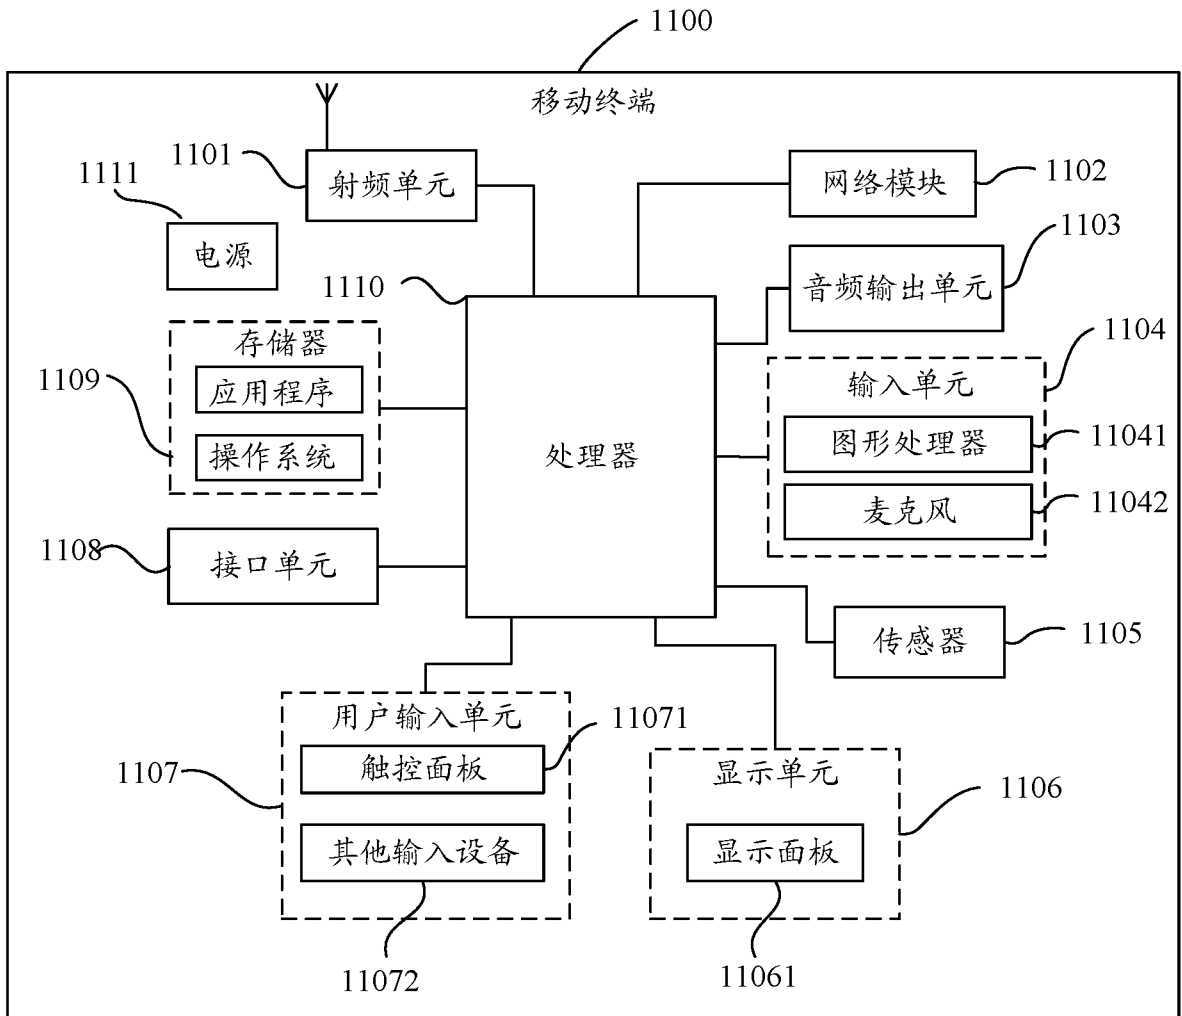 1100
移动终端
1101
射频单元
1111
电源
网络模块
1102
1103
音频输出单元
1110
1104
存储器
应用程序
操作系统
1109
处理器
输入单元
图形处理器
11041
麦克风
11042
1108
接口单元
传感器
1105
用户输入单元
11071
触控面板
1107
其他输入设备
11072
显示单元
1106
显示面板
11061